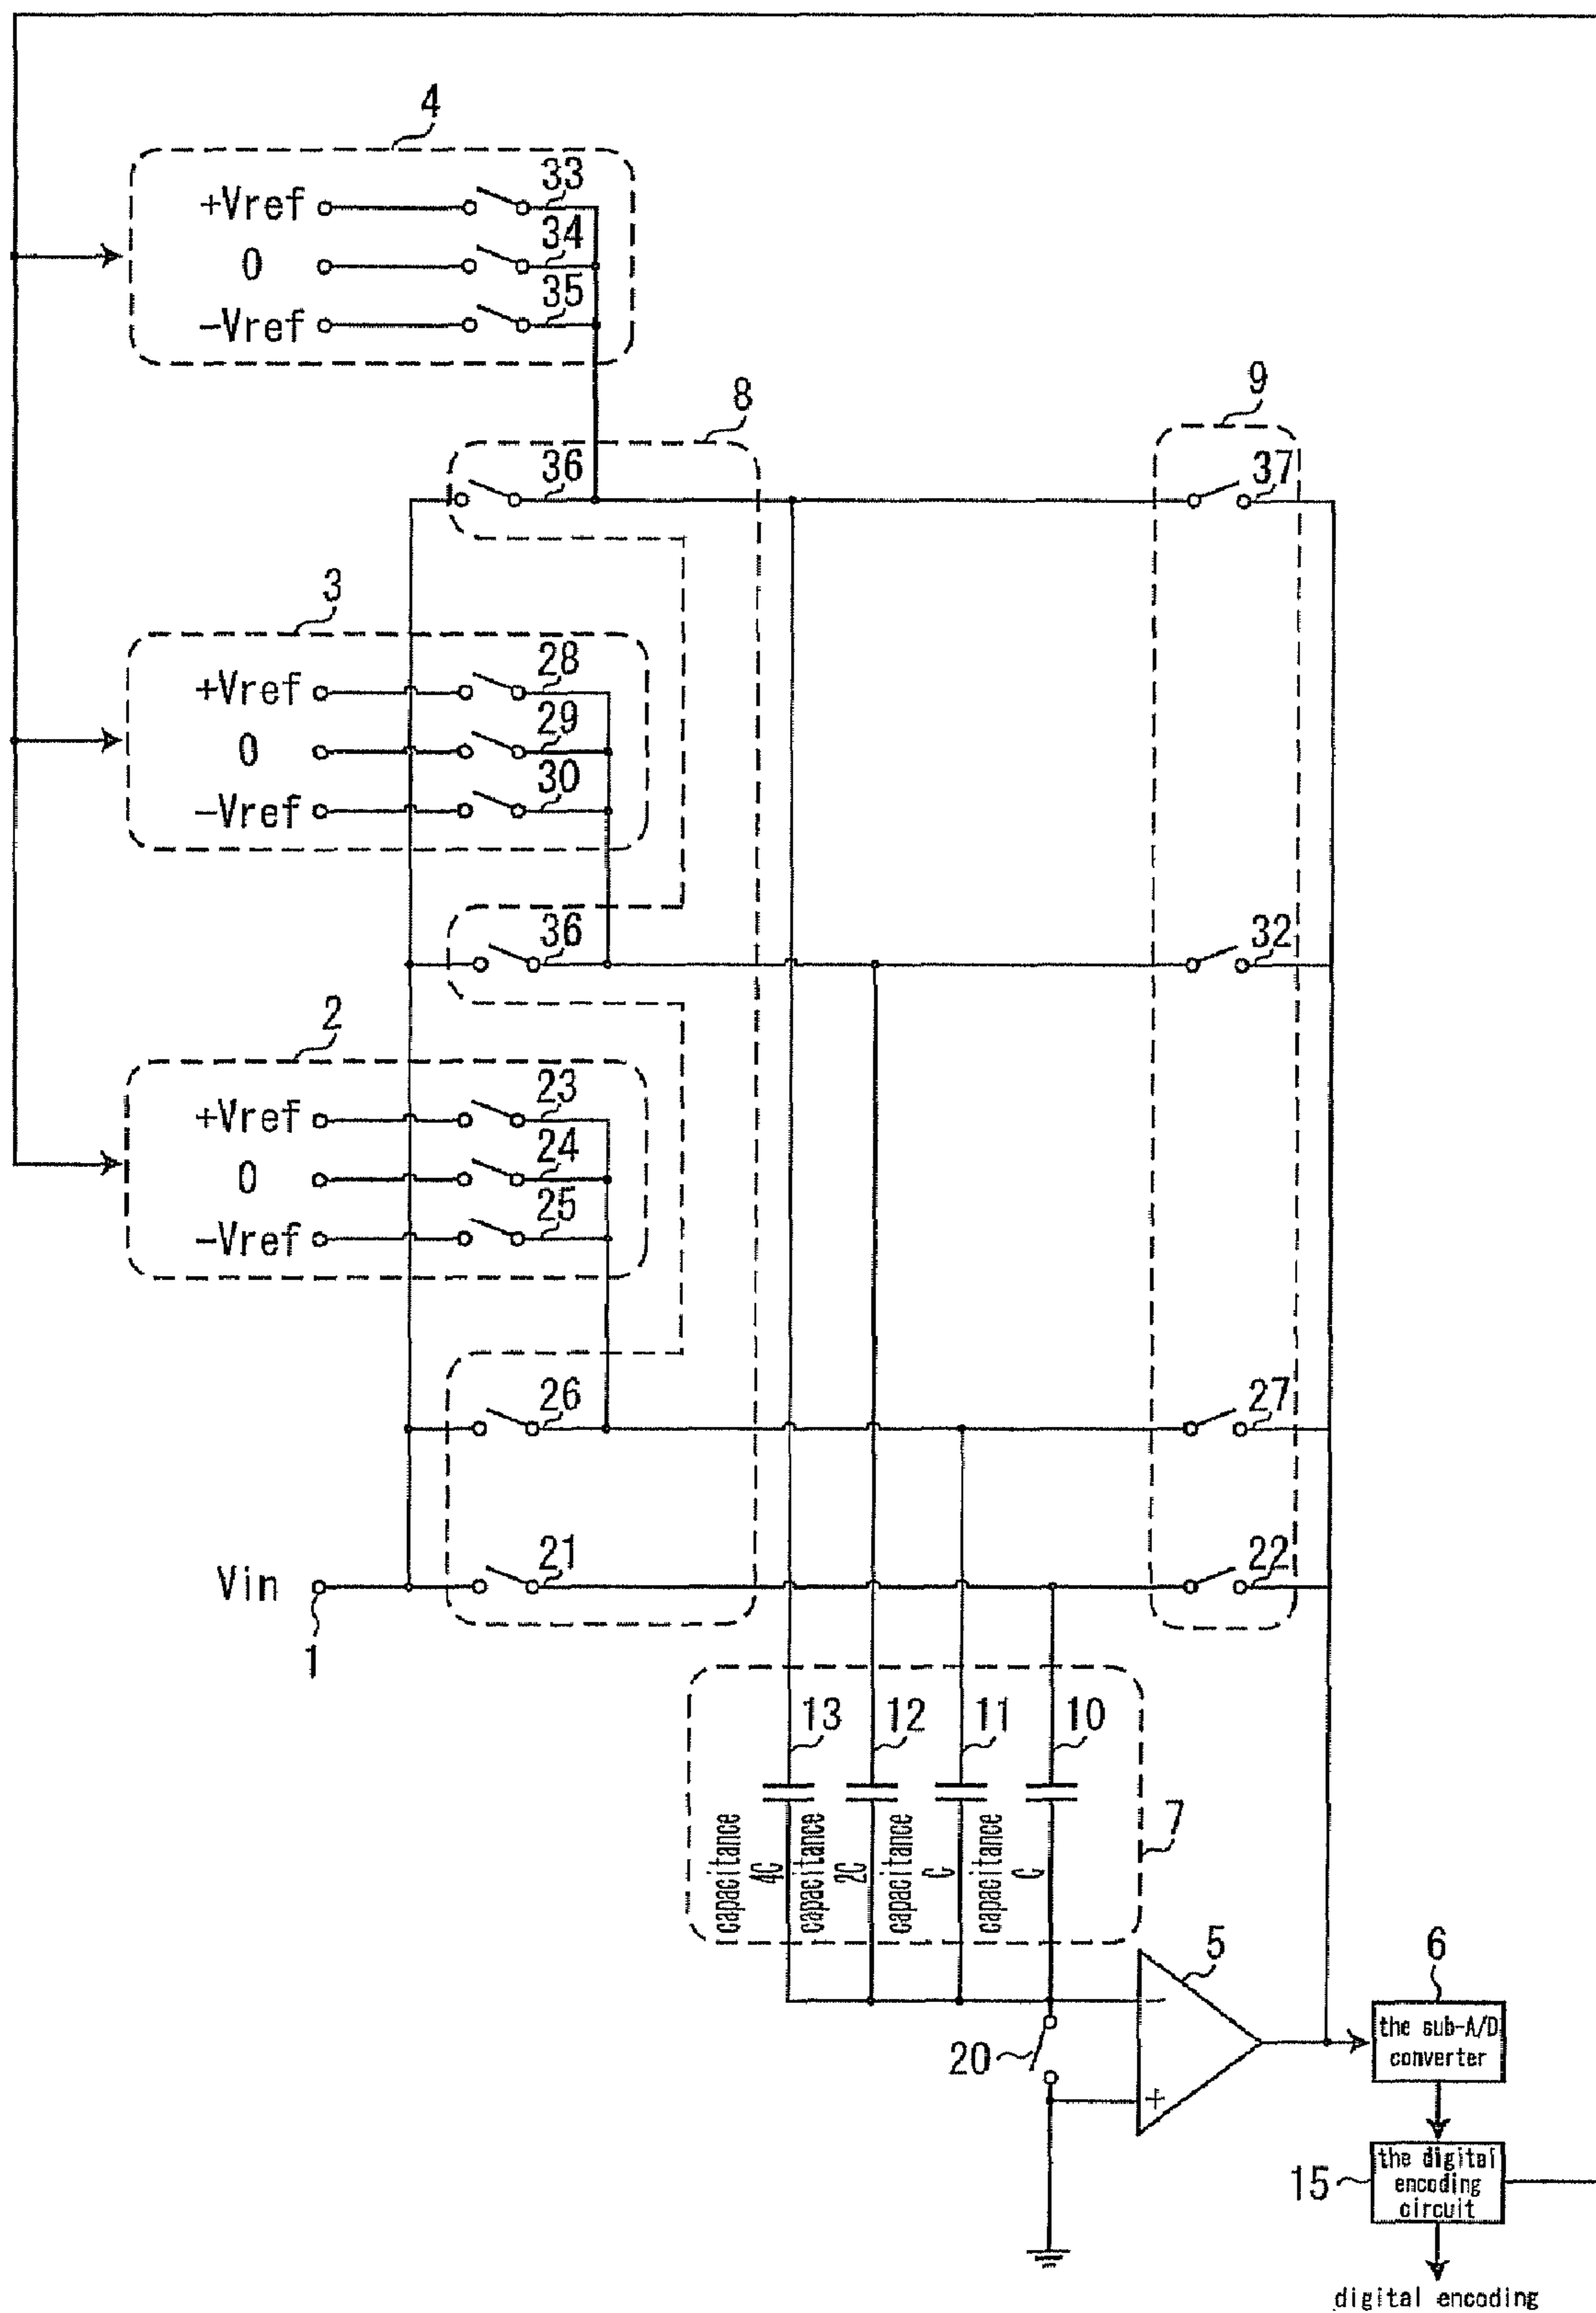 4
+Vref
33
0
34
-Vref
35
8
9
36
37
3
+Vref
28
0
29
-Vref
30
36
32
2
+Vref
23
0
24
-Vref
25
26
27
Vin
21
22
1
13
12
11
10
capacitance
4C
capacitance
2C
capacitance
C
capacitance
C
7
5
6
-
the sub-A/D
converter
20
+
15
the digital
encoding
circuit
digital encoding